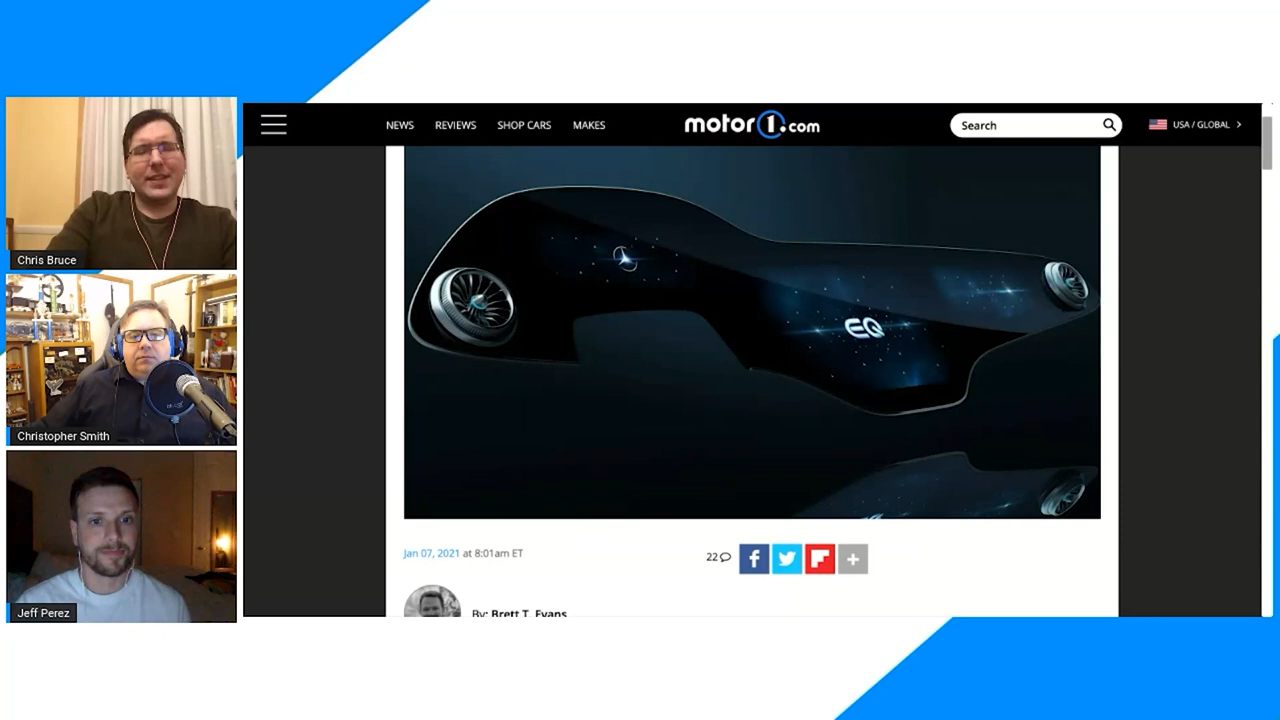 NEWS REVIEWS SHOP CARS MAKES motor1.com Search USA / GLOBAL
Chris Bruce
EQ
Christopher Smith
Jan 07, 2021 at 8:01am ET
22
Jeff Perez
By: Brett T. Evans